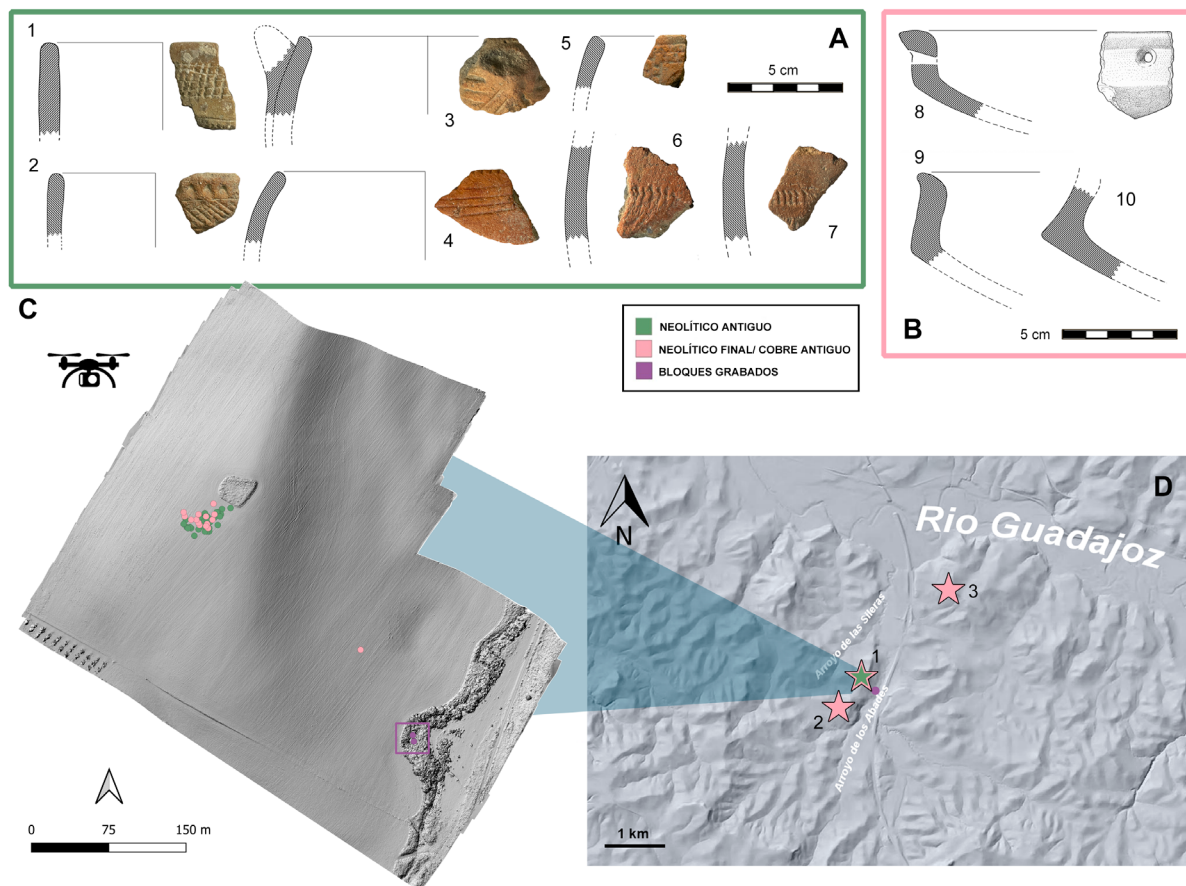 1
5
A
5 cm
3
2
6
4
7
8
9
10
B
5 cm
C
NEOLÍTICO ANTIGUO
NEOLÍTICO FINAL/ COBRE ANTIGUO
BLOQUES GRABADOS
0 75 150 m
D
N
Rio Guadajoz
Arroyo de las Sileras
3
1
2
Arroyo de los Abades
1 km